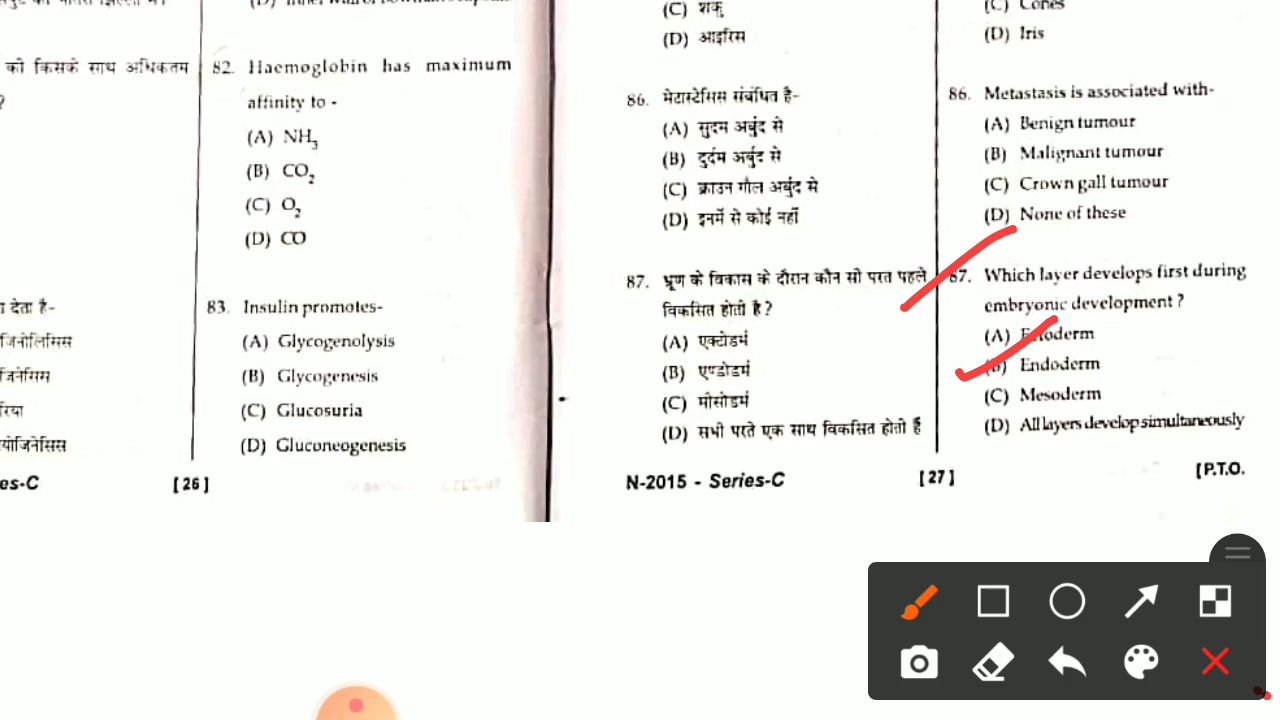 को किसके साथ अधिकतम
?
देता है-
82. Haemoglobin has maximum
affinity to -
(A) NH3
(B) CO2
(C) O2
(D) CO
83. Insulin promotes-
(A) Glycogenolysis
(B) Glycogenesis
(C) Glucosuria
(D) Gluconeogenesis
es-C
[26]
(C) शंकु
(D) आइरिस
86. मेटास्टेसिस संबंधित है-
(A) सुदम अर्बुद से
(B) दुर्दम अर्बुद से
(C) क्राउन गौल अर्बुद से
(D) इनमें से कोई नहीं
87. भ्रूण के विकास के दौरान कौन सी परत पहले
विकसित होती है?
(A) एक्टोडर्म
(B) एण्डोडर्म
(C) मीसोडर्म
(D) सभी परते एक साथ विकसित होती हैं
N-2015 - Series-C
[27]
(C) Cones
(D) Iris
86. Metastasis is associated with-
(A) Benign tumour
(B) Malignant tumour
(C) Crown gall tumour
(D) None of these
87. Which layer develops first during
embryonic development ?
(A) Ectoderm
(B) Endoderm
(C) Mesoderm
(D) All layers develop simultaneously
[P.T.O.